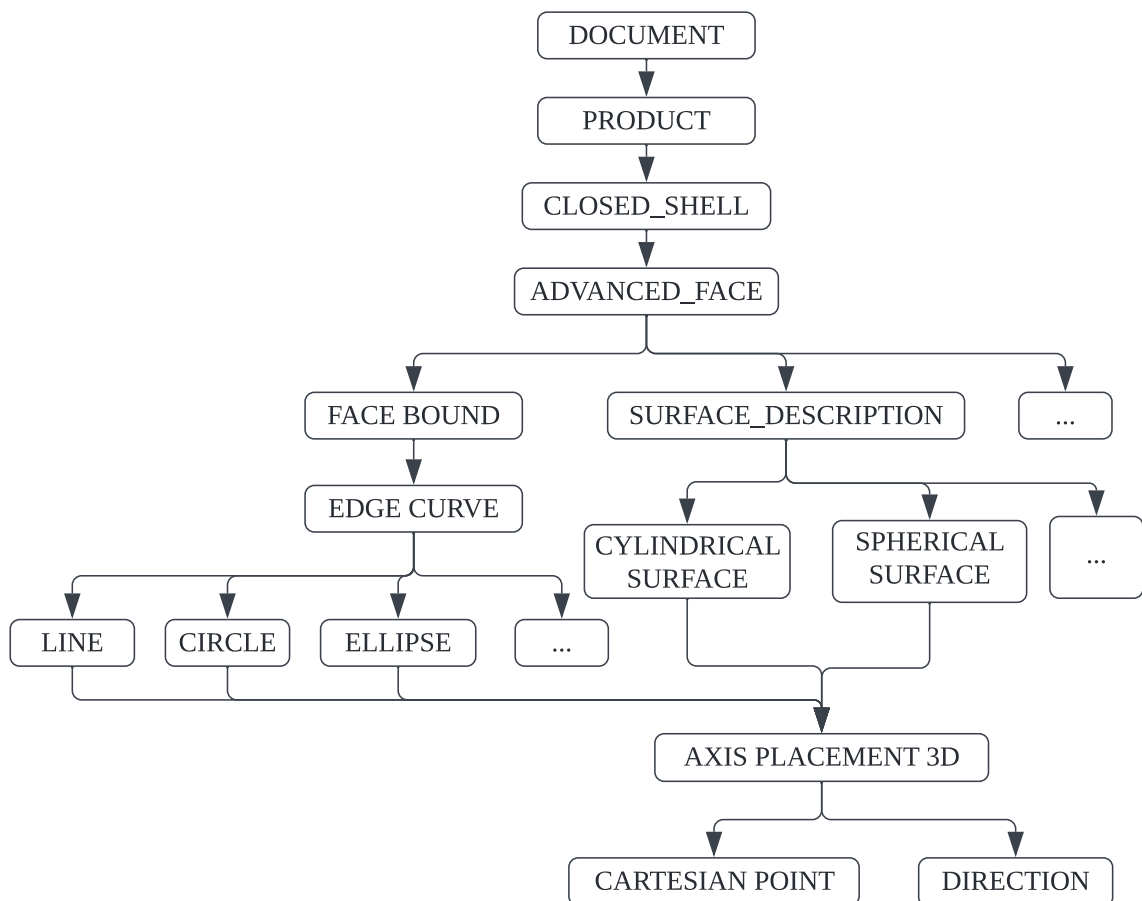 DOCUMENT
PRODUCT
CLOSED_SHELL
ADVANCED_FACE
FACE BOUND
SURFACE_DESCRIPTION
...
EDGE CURVE
CYLINDRICAL
SURFACE
SPHERICAL
SURFACE
...
LINE
CIRCLE
ELLIPSE
...
AXIS PLACEMENT 3D
CARTESIAN POINT
DIRECTION